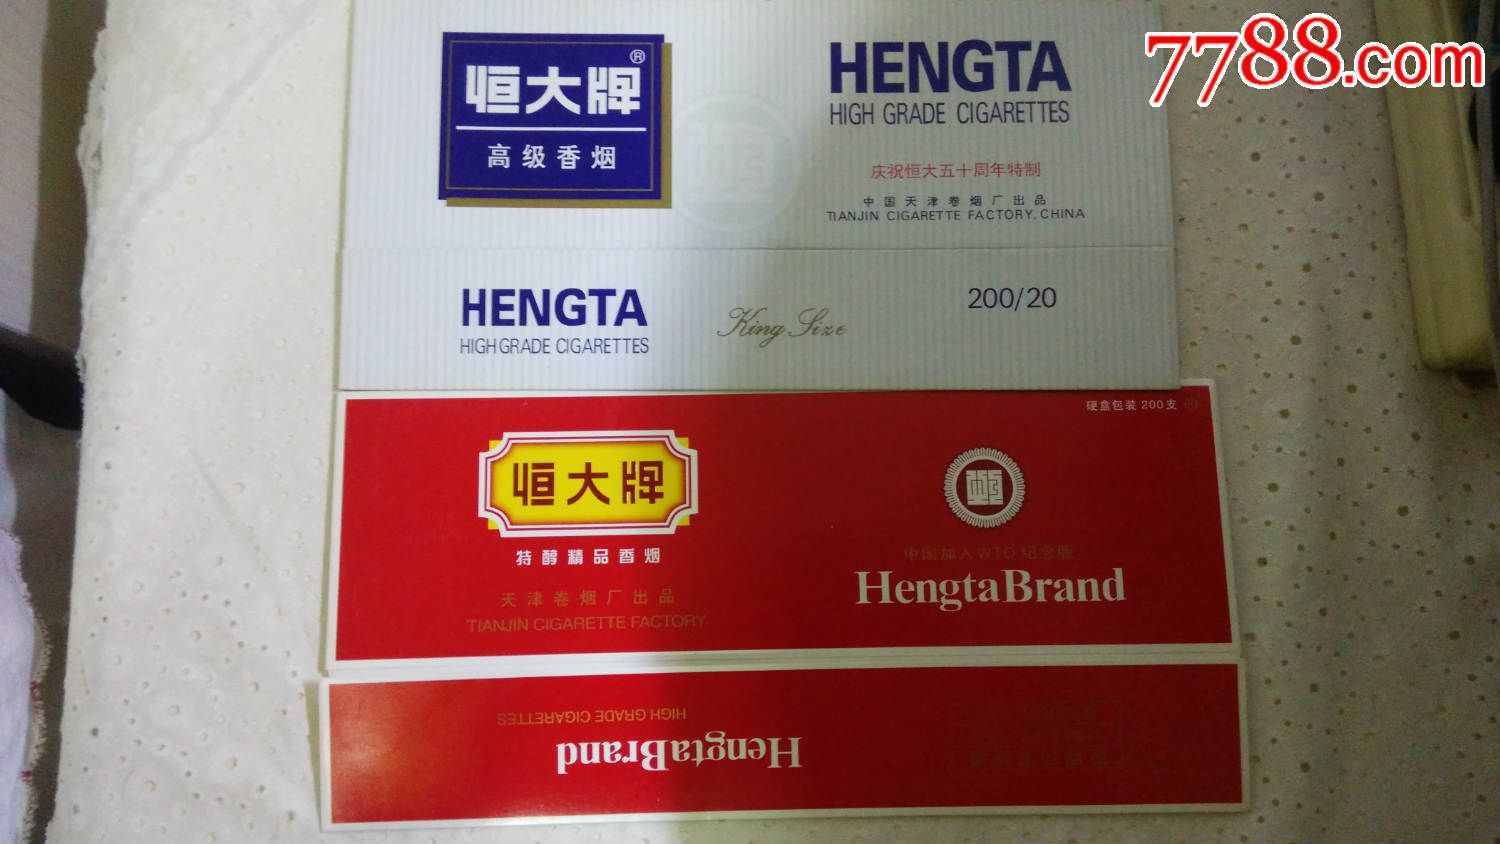 7788.com
恒大牌®
高级香烟
HENGTA
HIGH GRADE CIGARETTES
庆祝恒大五十周年特制
中国天津卷烟厂出品
TIANJIN CIGARETTE FACTORY, CHINA
HENGTA
HIGH GRADE CIGARETTES
King Size
200/20
硬盒包装 200支
恒大牌
特醇精品香烟
天津卷烟厂出品
TIANJIN CIGARETTE FACTORY
中国加入WTO纪念版
HengtaBrand
HIGH GRADE CIGARETTES
HengtaBrand